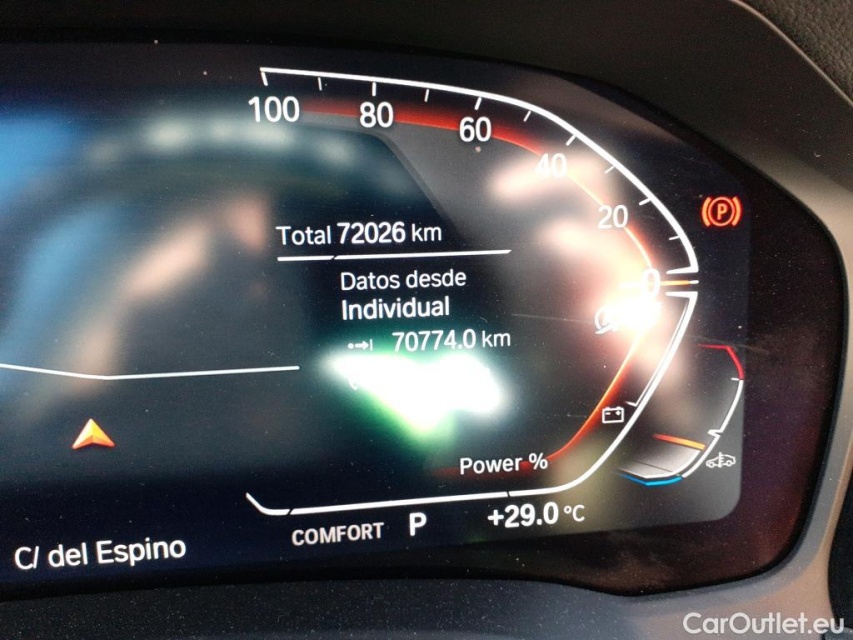 100 80 60 40 20 0
(P)
Total 72026 km
Datos desde
Individual
70774.0 km
Power %
COMFORT P +29.0 °C
C/ del Espino
CarOutlet.eu